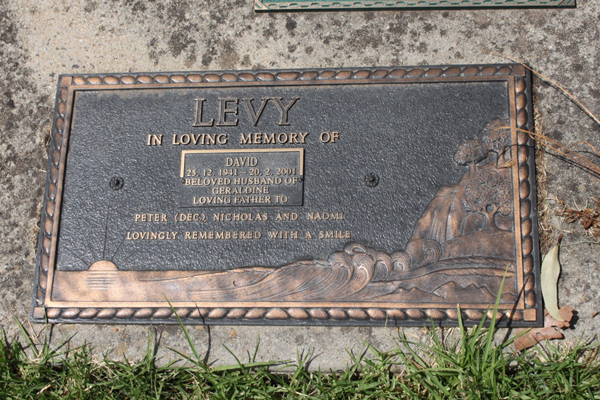 LEVY
IN LOVING MEMORY OF
DAVID
25. 12. 1941 - 20. 2. 2001
BELOVED HUSBAND OF
GERALDINE
LOVING FATHER TO
PETER (DEC) NICHOLAS AND NAOMI
LOVINGLY REMEMBERED WITH A SMILE